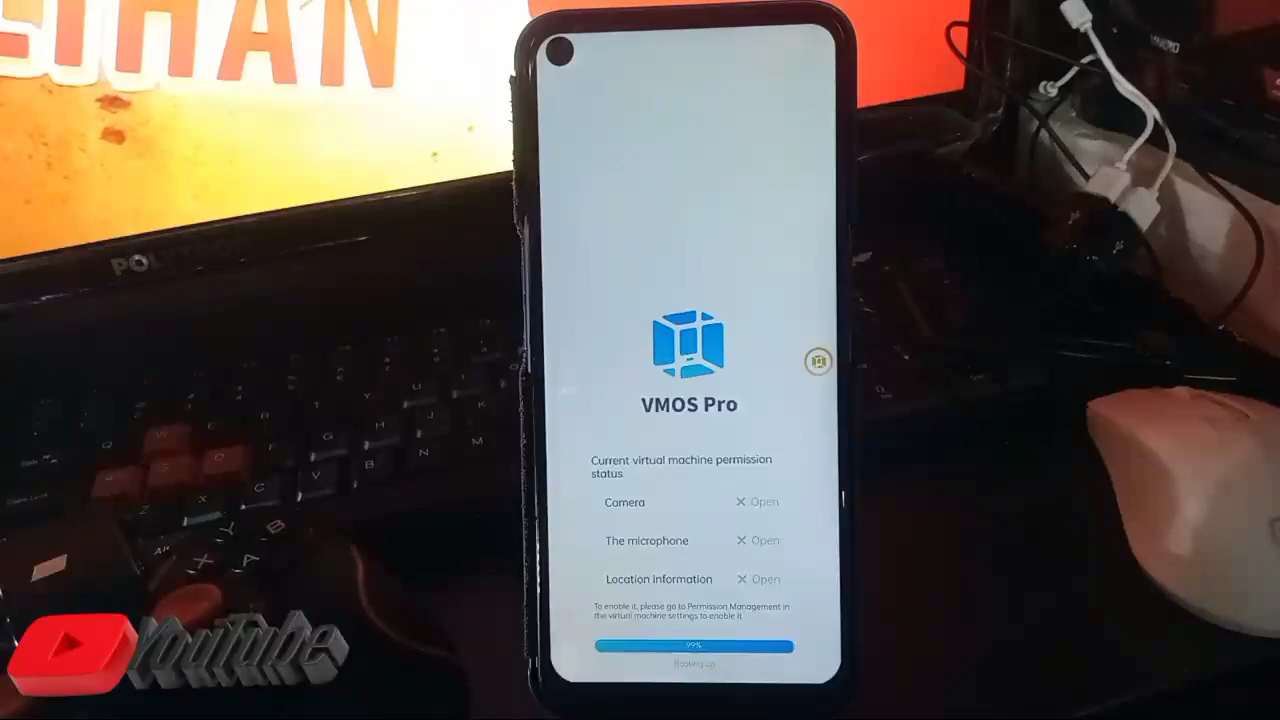 EIHAN
VMOS Pro
Current virtual machine permission
status
Camera
✕ Open
The microphone
✕ Open
Location information
✕ Open
To enable it, please go to Permission Management in
the virtual machine settings to enable it
99%
Booting up
YouTube